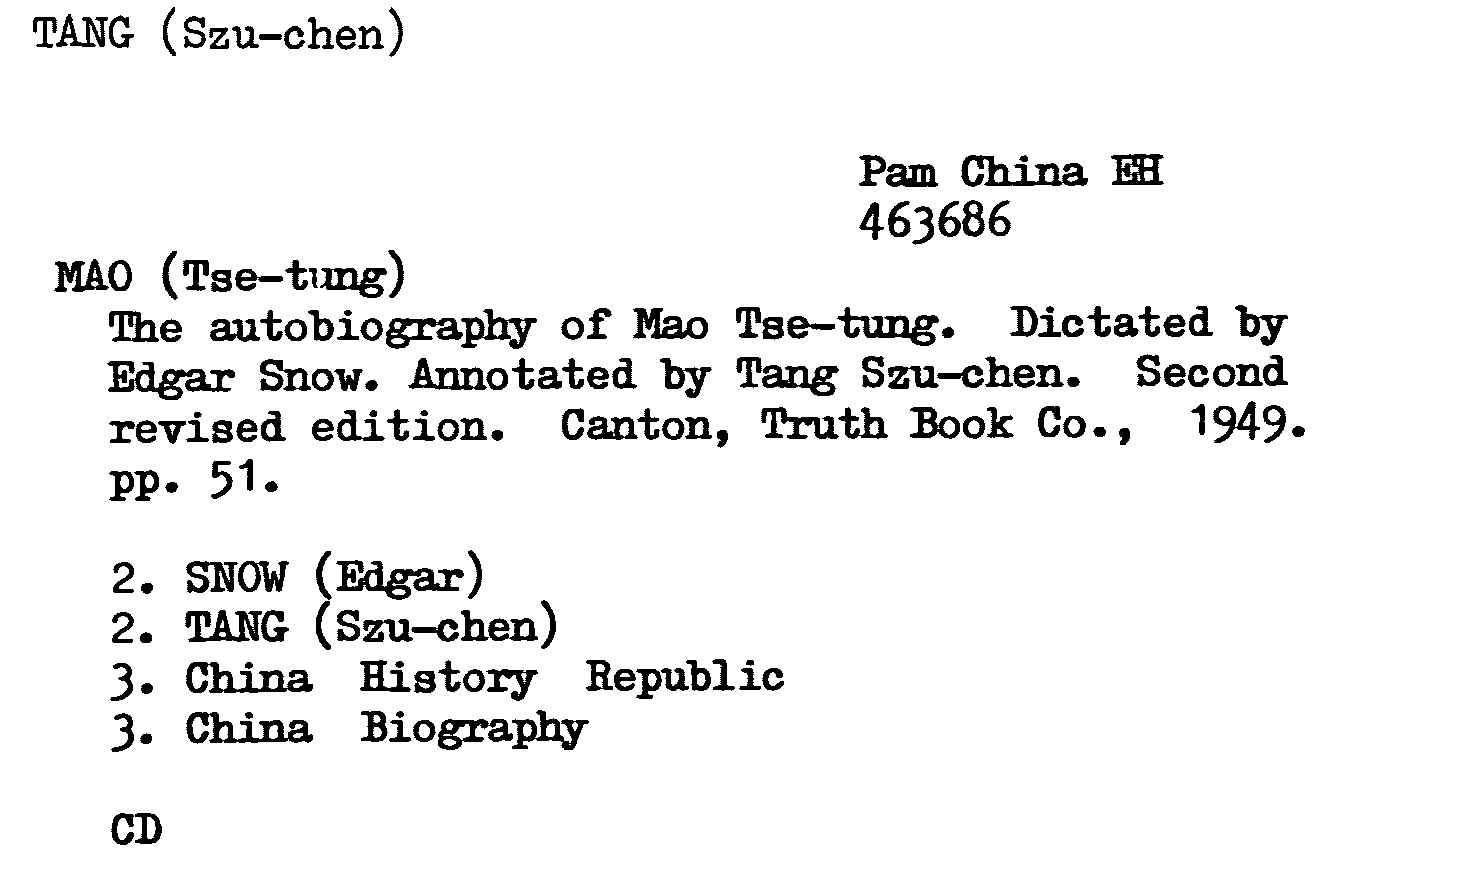 TANG (Szu-chen)
Pam China EH
463686
MAO (Tse-tung)
The autobiography of Mao Tse-tung. Dictated by
Edgar Snow. Annotated by Tang Szu-chen. Second
revised edition. Canton, Truth Book Co., 1949.
pp. 51.
2. SNOW (Edgar)
2. TANG (Szu-chen)
3. China History Republic
3. China Biography
CD